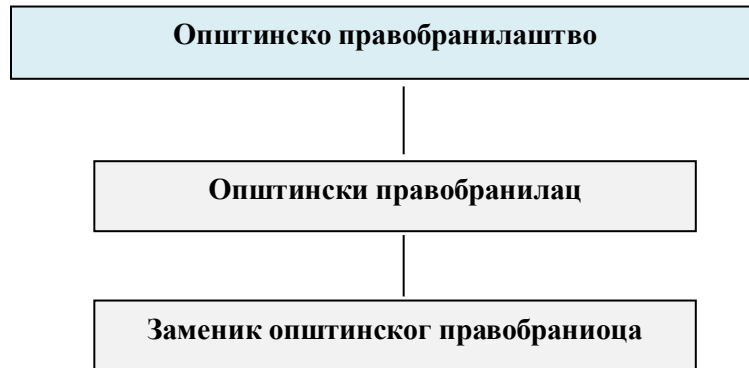 Општинско правобранилаштво
Општински правобранилац
Заменик општинског правобраниоца